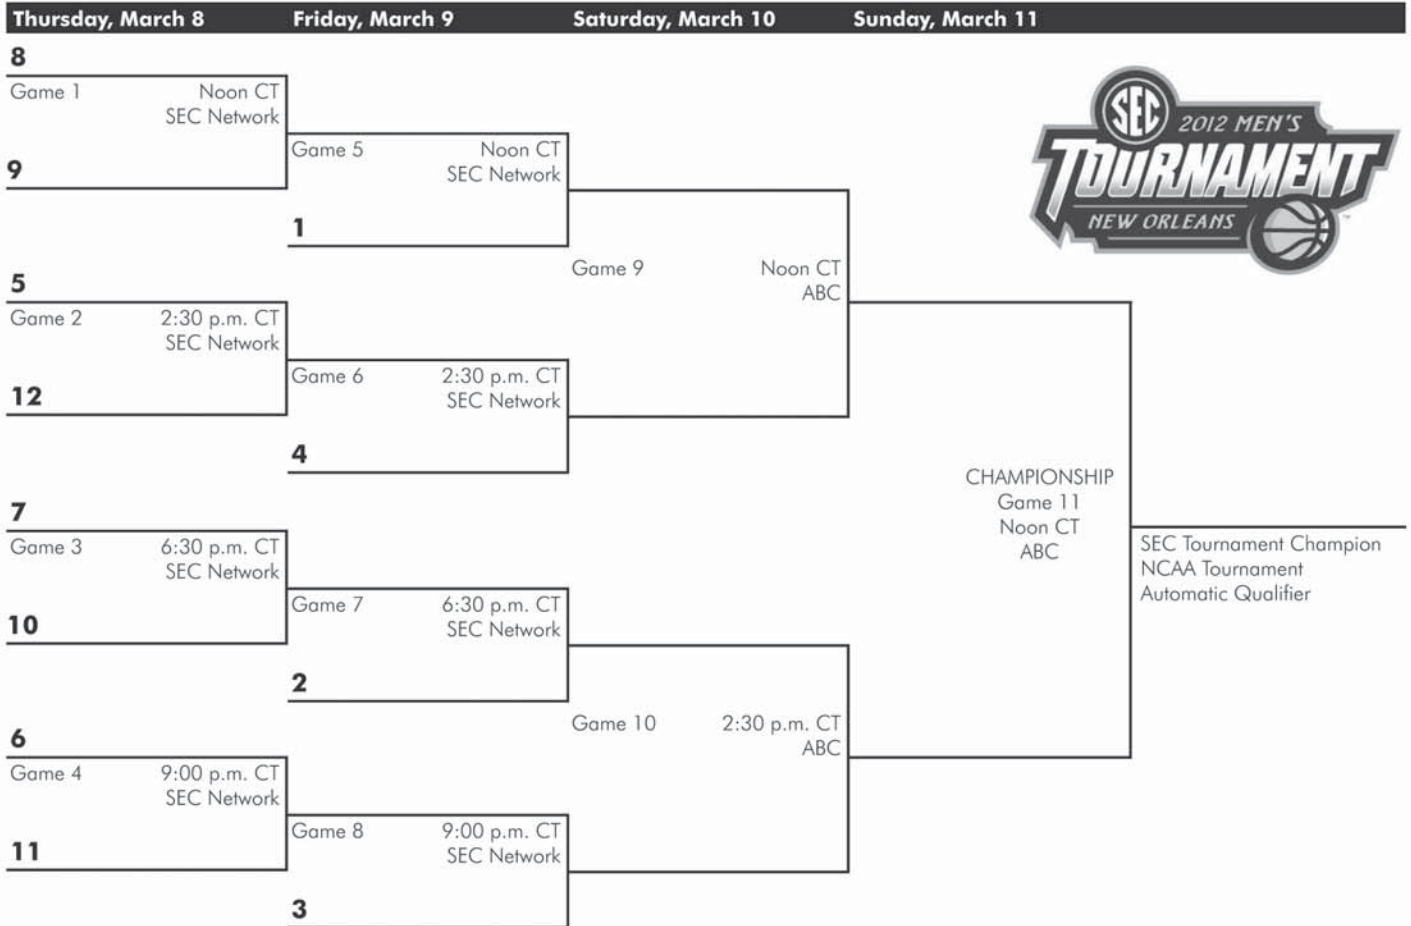 Thursday, March 8 Friday, March 9 Saturday, March 10 Sunday, March 11
8
Game 1 Noon CT
SEC Network
9
Game 5 Noon CT
SEC Network
1
5
Game 2 2:30 p.m. CT
SEC Network
12
Game 6 2:30 p.m. CT
SEC Network
4
7
Game 3 6:30 p.m. CT
SEC Network
10
Game 7 6:30 p.m. CT
SEC Network
2
6
Game 4 9:00 p.m. CT
SEC Network
11
Game 8 9:00 p.m. CT
SEC Network
3
Game 9 Noon CT
ABC
Game 10 2:30 p.m. CT
ABC
CHAMPIONSHIP
Game 11
Noon CT
ABC
SEC Tournament Champion
NCAA Tournament
Automatic Qualifier
SEC
2012 MEN'S
TOURNAMENT
NEW ORLEANS